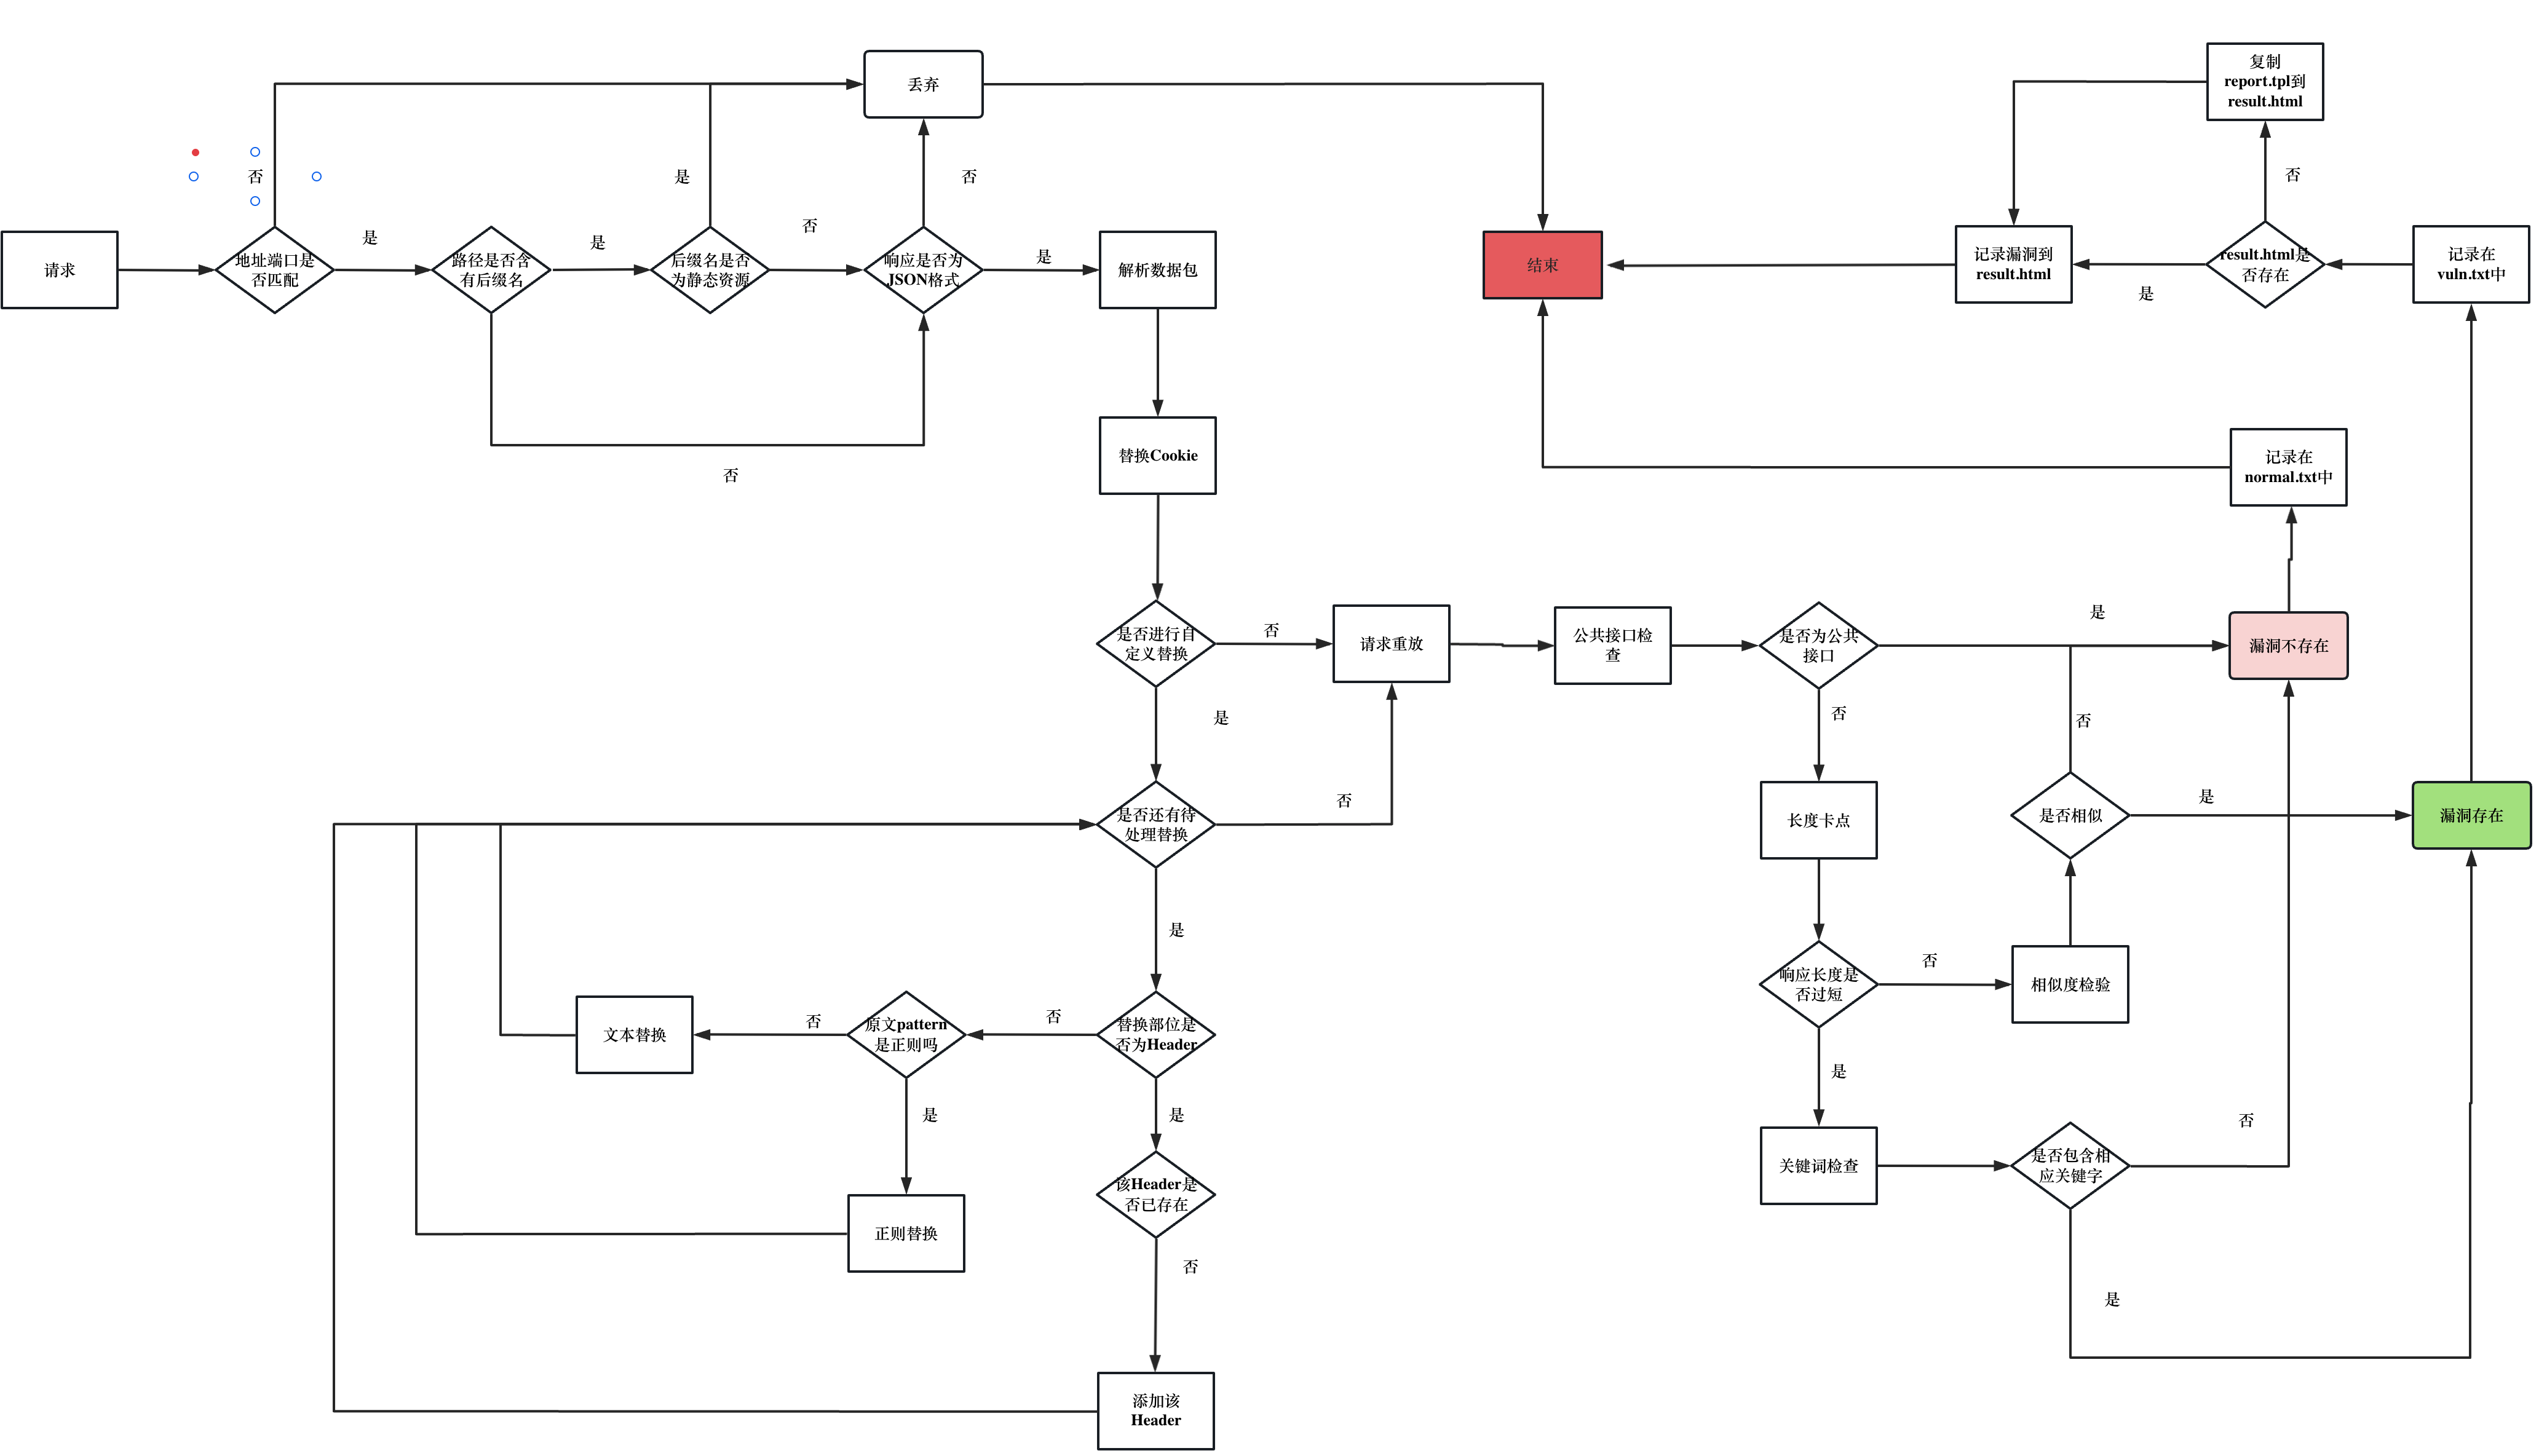 丢弃
复制
report.tpl到
result.html
否
是
否
否
是
是
否
是
请求
地址端口是
否匹配
路径是否含
有后缀名
后缀名是否
为静态资源
响应是否为
JSON格式
解析数据包
结束
记录漏洞到
result.html
是
result.html是
否存在
记录在
vuln.txt中
否
替换Cookie
记录在
normal.txt中
是否进行自
定义替换
否
请求重放
公共接口检
查
是否为公共
接口
是
漏洞不存在
是
否
否
是否还有待
处理替换
否
长度卡点
是否相似
是
漏洞存在
是
文本替换
否
原文pattern
是正则吗
否
替换部位是
否为Header
响应长度是
否过短
否
相似度检验
是
是
是
否
正则替换
该Header是
否已存在
关键词检查
是否包含相
应关键字
否
是
添加该
Header